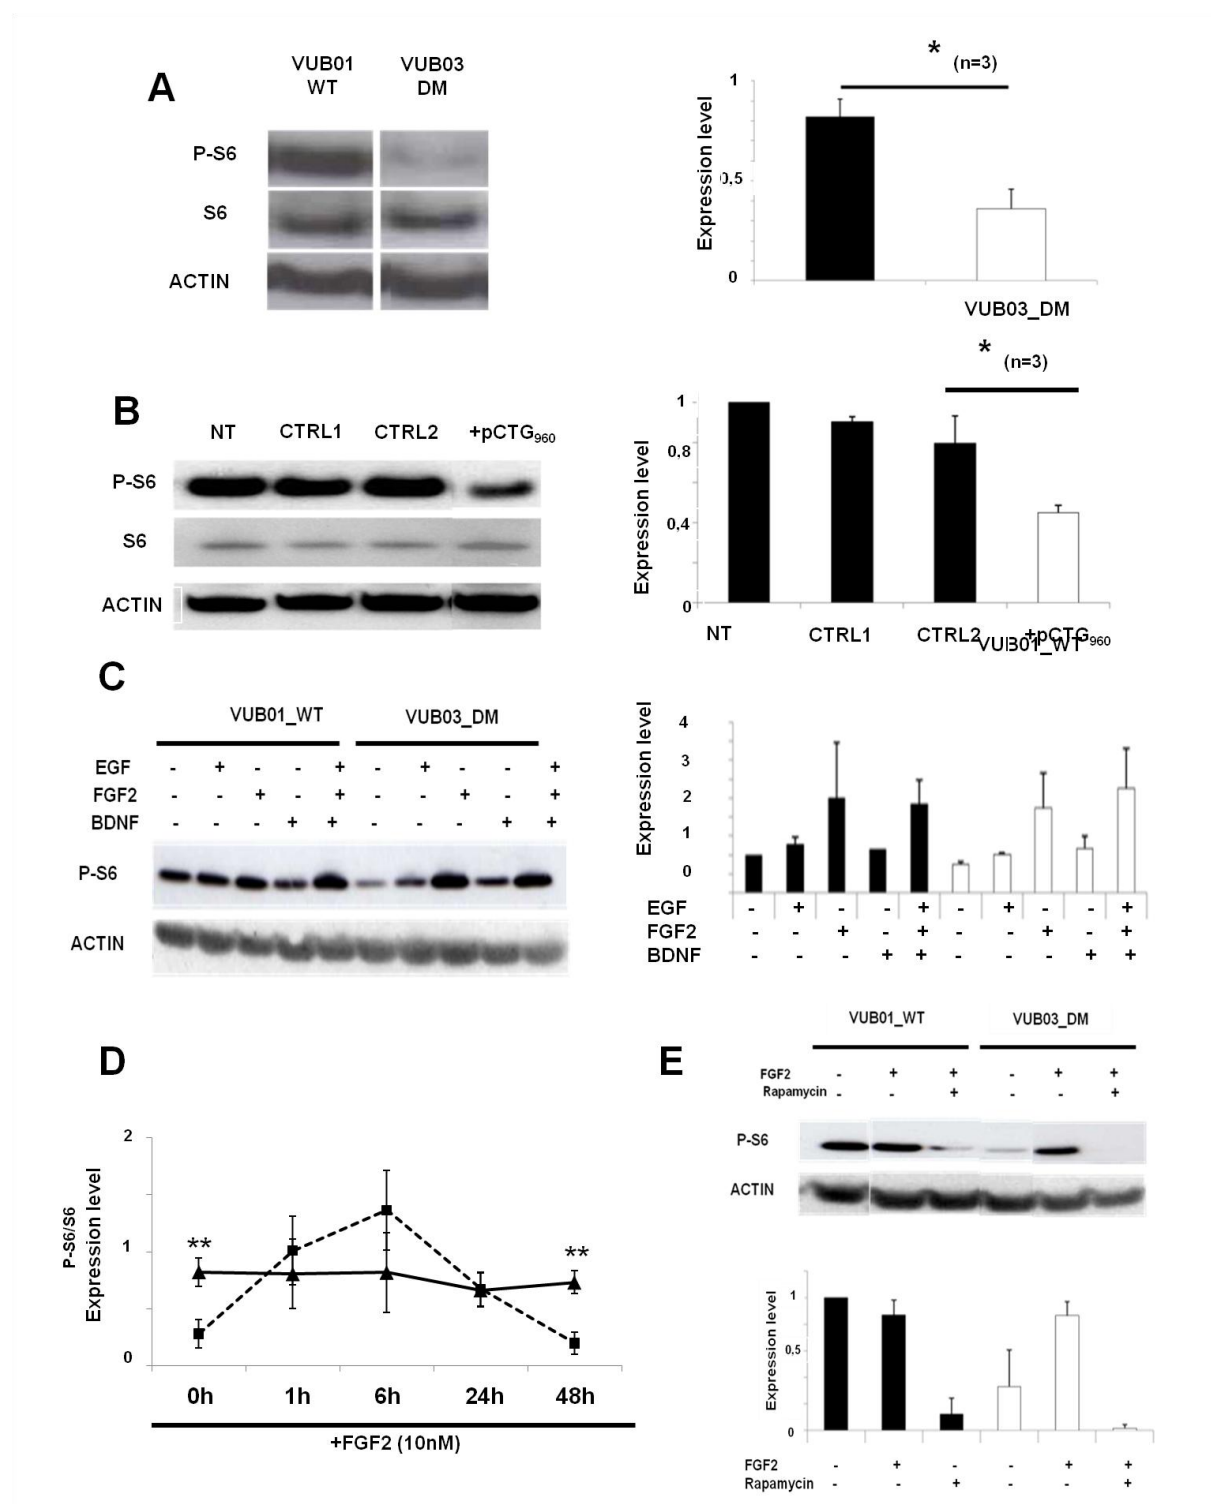 A
VUB01 VUB03
WT DM
P-S6
S6
ACTIN
* (n=3)
Expression level
1
0,5
0
VUB03_DM
B
NT CTRL1 CTRL2 +pCTG960
P-S6
S6
ACTIN
* (n=3)
Expression level
1
0,8
0,4
0
NT CTRL1 CTRL2 +pCTG960
VUB01_WT
C
VUB01_WT VUB03_DM
EGF - + - - + - + - - +
FGF2 - - + - + - - + - +
BDNF - - - + + - - - + +
P-S6
ACTIN
Expression level
4
3
2
1
0
EGF - + - - + - + - - +
FGF2 - - + - + - - + - +
BDNF - - - + + - - - + +
D
P-S6/S6
Expression level
2
1
0
** **
0h 1h 6h 24h 48h
+FGF2 (10nM)
E
VUB01_WT VUB03_DM
FGF2 - + + - + +
Rapamycin - - + - - +
P-S6
ACTIN
Expression level
1
0,5
0
FGF2 - + - - + +
Rapamycin - - + - - +